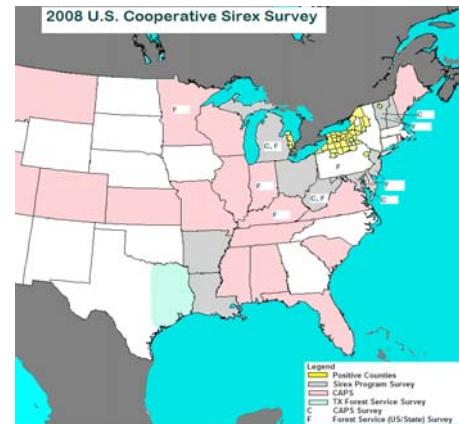 2008 U.S. Cooperative Sirex Survey
F
C, F
C
F
F
F
C, F
F
C
F
Legend
Positive Counties
Sirex Program Survey
CAPS
TX Forest Service Survey
C CAPS Survey
F Forest Service (US/State) Survey